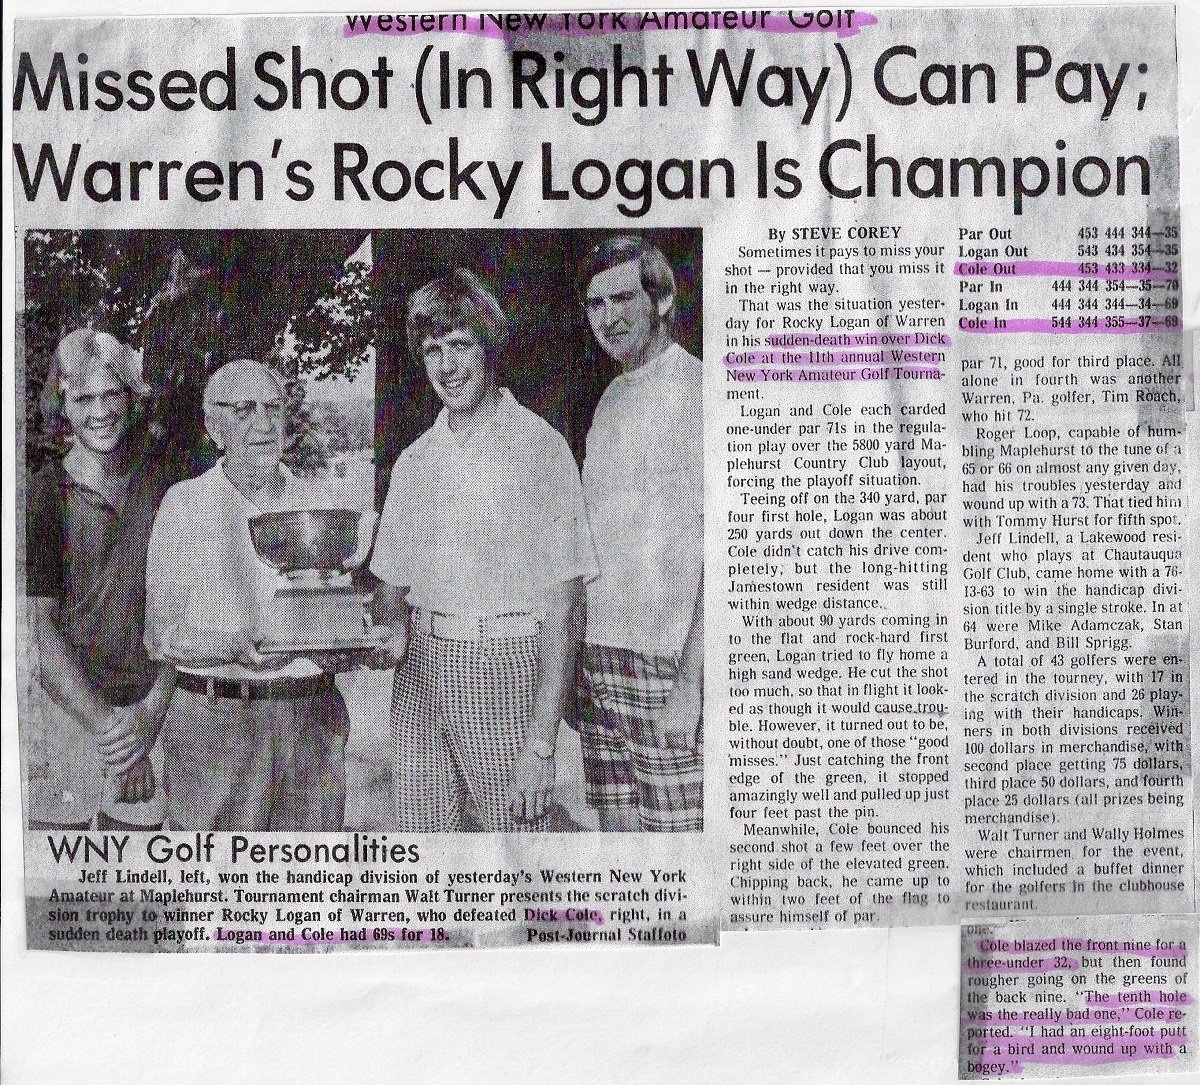 Western New York Amateur Golf
Missed Shot (In Right Way) Can Pay;
Warren's Rocky Logan Is Champion
WNY Golf Personalities
Jeff Lindell, left, won the handicap division of yesterday's Western New York
Amateur at Maplehurst. Tournament chairman Walt Turner presents the scratch divi-
sion trophy to winner Rocky Logan of Warren, who defeated Dick Cole, right, in a
sudden death playoff. Logan and Cole had 69s for 18.
Post-Journal Staffoto
By STEVE COREY
Sometimes it pays to miss your
shot — provided that you miss it
in the right way.
That was the situation yester-
day for Rocky Logan of Warren
in his sudden-death win over Dick
Cole at the 11th annual Western
New York Amateur Golf Tourna-
ment.
Logan and Cole each carded
one-under par 71s in the regula-
tion play over the 5800 yard Ma-
plehurst Country Club layout,
forcing the playoff situation.
Teeing off on the 340 yard, par
four first hole, Logan was about
250 yards out down the center.
Cole didn't catch his drive com-
pletely, but the long-hitting
Jamestown resident was still
within wedge distance.
With about 90 yards coming in
to the flat and rock-hard first
green, Logan tried to fly home a
high sand wedge. He cut the shot
too much, so that in flight it look-
ed as though it would cause trou-
ble. However, it turned out to be,
without doubt, one of those "good
misses." Just catching the front
edge of the green, it stopped
amazingly well and pulled up just
four feet past the pin.
Meanwhile, Cole bounced his
second shot a few feet over the
right side of the elevated green.
Chipping back, he came up to
within two feet of the flag to
assure himself of par.
Par Out 453 444 344—35
Logan Out 543 434 354—35
Cole Out 453 433 334—32
Par In 444 344 354—35—70
Logan In 444 344 344—34—69
Cole In 544 344 355—37—69
par 71, good for third place. All
alone in fourth was another
Warren, Pa. golfer, Tim Roach,
who hit 72.
Roger Loop, capable of hum-
bling Maplehurst to the tune of a
65 or 66 on almost any given day,
had his troubles yesterday and
wound up with a 73. That tied him
with Tommy Hurst for fifth spot.
Jeff Lindell, a Lakewood resi-
dent who plays at Chautauqua
Golf Club, came home with a 76-
13-63 to win the handicap divi-
sion title by a single stroke. In at
64 were Mike Adamczak, Stan
Burford, and Bill Sprigg.
A total of 43 golfers were en-
tered in the tourney, with 17 in
the scratch division and 26 play-
ing with their handicaps. Win-
ners in both divisions received
100 dollars in merchandise, with
second place getting 75 dollars,
third place 50 dollars, and fourth
place 25 dollars (all prizes being
merchandise).
Walt Turner and Wally Holmes
were chairmen for the event,
which included a buffet dinner
for the golfers in the clubhouse
restaurant.
one.
Cole blazed the front nine for a
three-under 32, but then found
rougher going on the greens of
the back nine. "The tenth hole
was the really bad one," Cole re-
ported. "I had an eight-foot putt
for a bird and wound up with a
bogey."